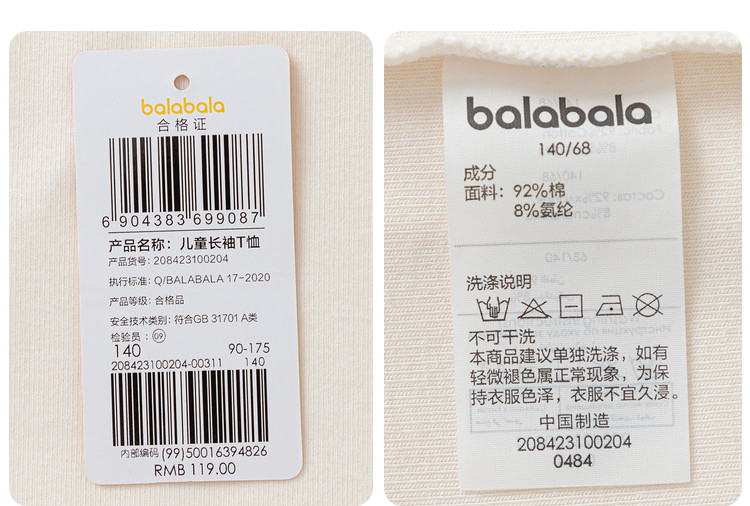 balabala
合格证
6 904383 699087
产品名称：儿童长袖T恤
产品货号：208423100204
执行标准：Q/BALABALA 17-2020
产品等级：合格品
安全技术类别：符合GB 31701 A类
检验员：09
140 90-175
208423100204-00311 140
内部编码 (99)50016394826
RMB 119.00
balabala
140/68
成分
面料：92%棉
8%氨纶
洗涤说明
不可干洗
本商品建议单独洗涤，如有
轻微褪色属正常现象，为保
持衣服色泽，衣服不宜久浸。
中国制造
208423100204
0484